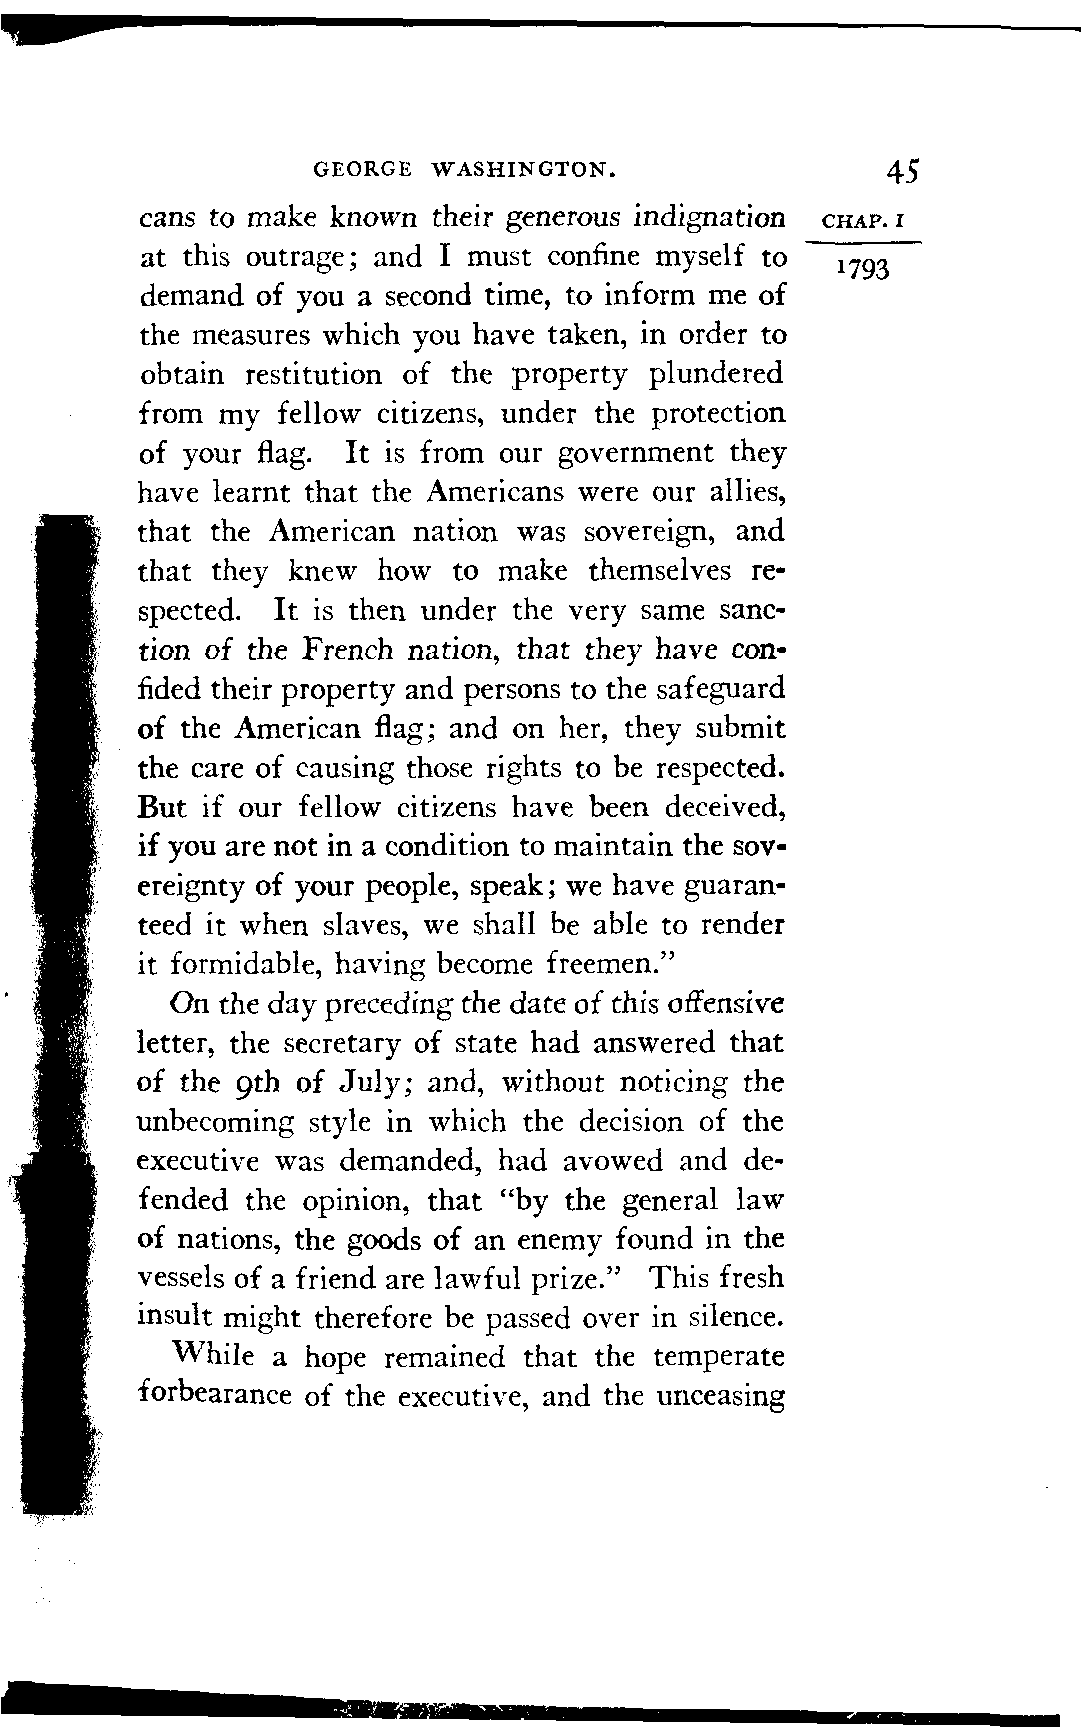 GEORGE WASHINGTON. 45
cans to make known their generous indignation CHAP. I
at this outrage; and I must confine myself to 1793
demand of you a second time, to inform me of
the measures which you have taken, in order to
obtain restitution of the property plundered
from my fellow citizens, under the protection
of your flag. It is from our government they
have learnt that the Americans were our allies,
that the American nation was sovereign, and
that they knew how to make themselves re-
spected. It is then under the very same sanc-
tion of the French nation, that they have con-
fided their property and persons to the safeguard
of the American flag; and on her, they submit
the care of causing those rights to be respected.
But if our fellow citizens have been deceived,
if you are not in a condition to maintain the sov-
ereignty of your people, speak; we have guaran-
teed it when slaves, we shall be able to render
it formidable, having become freemen.”
On the day preceding the date of this offensive
letter, the secretary of state had answered that
of the 9th of July; and, without noticing the
unbecoming style in which the decision of the
executive was demanded, had avowed and de-
fended the opinion, that “by the general law
of nations, the goods of an enemy found in the
vessels of a friend are lawful prize.” This fresh
insult might therefore be passed over in silence.
While a hope remained that the temperate
forbearance of the executive, and the unceasing